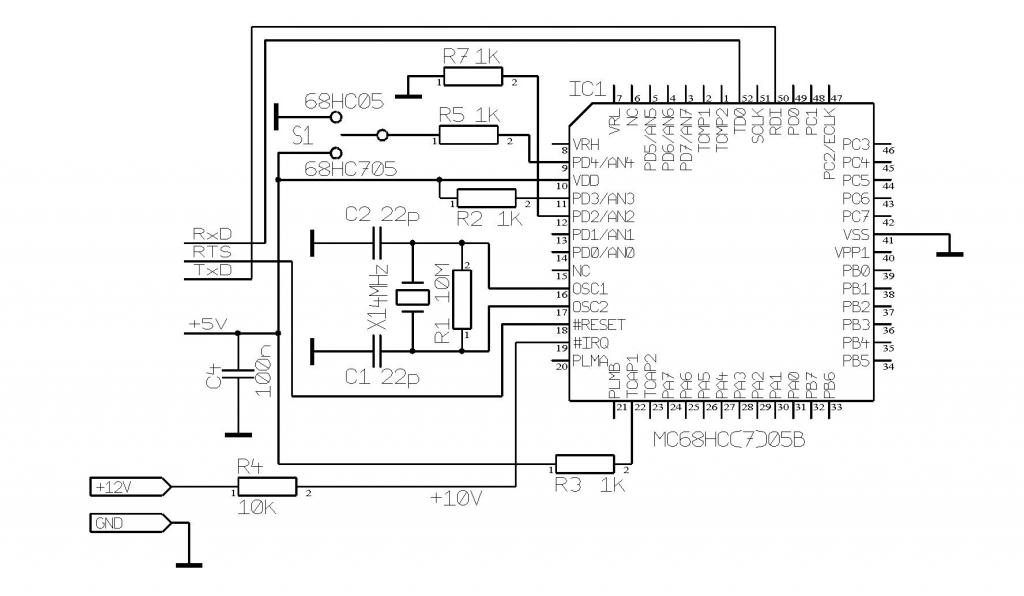 R7 1K
1
2
IC1
7 6 5 4 3 2 1 52 51 50 49 48 47
VRL
NC
PD5/AN5
PD6/AN6
PD7/AN7
TCMP1
TCMP2
TD0
SCLK
RDI
PC0
PC1
PC2/ECLK
68HC05
S1
68HC705
R5 1K
1
2
R2 1K
1
2
8 VRH
9 PD4/AN4
10 VDD
11 PD3/AN3
12 PD2/AN2
13 PD1/AN1
14 PD0/AN0
15 NC
16 OSC1
17 OSC2
18 #RESET
19 #IRQ
20 PLMA
PC3 46
PC4 45
PC5 44
PC6 43
PC7 42
VSS 41
VPP1 40
PB0 39
PB1 38
PB2 37
PB3 36
PB4 35
PB5 34
RxD
RTS
TxD
C2 22p
X14MHz
R1 10M
2
1
C1 22p
+5V
C4
100n
PLMB
TCAP1
TCAP2
PA7
PA6
PA5
PA4
PA3
PA2
PA1
PA0
PB7
PB6
21 22 23 24 25 26 27 28 29 30 31 32 33
MC68HC(7)05B
R3 1K
1
2
R4
10K
1
2
+12V
+10V
GND